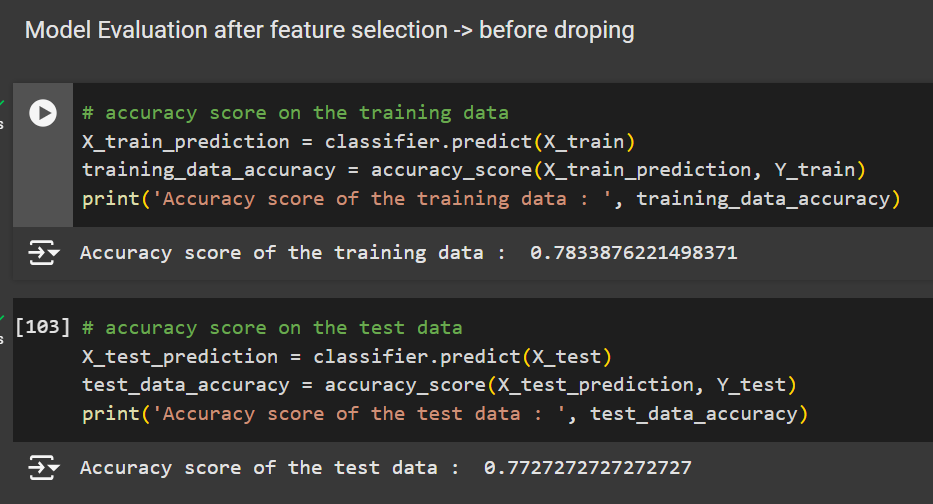 Model Evaluation after feature selection -> before droping
# accuracy score on the training data
X_train_prediction = classifier.predict(X_train)
training_data_accuracy = accuracy_score(X_train_prediction, Y_train)
print('Accuracy score of the training data : ', training_data_accuracy)
s
Accuracy score of the training data :  0.7833876221498371
[103] # accuracy score on the test data
s
X_test_prediction = classifier.predict(X_test)
test_data_accuracy = accuracy_score(X_test_prediction, Y_test)
print('Accuracy score of the test data : ', test_data_accuracy)
Accuracy score of the test data :  0.7727272727272727